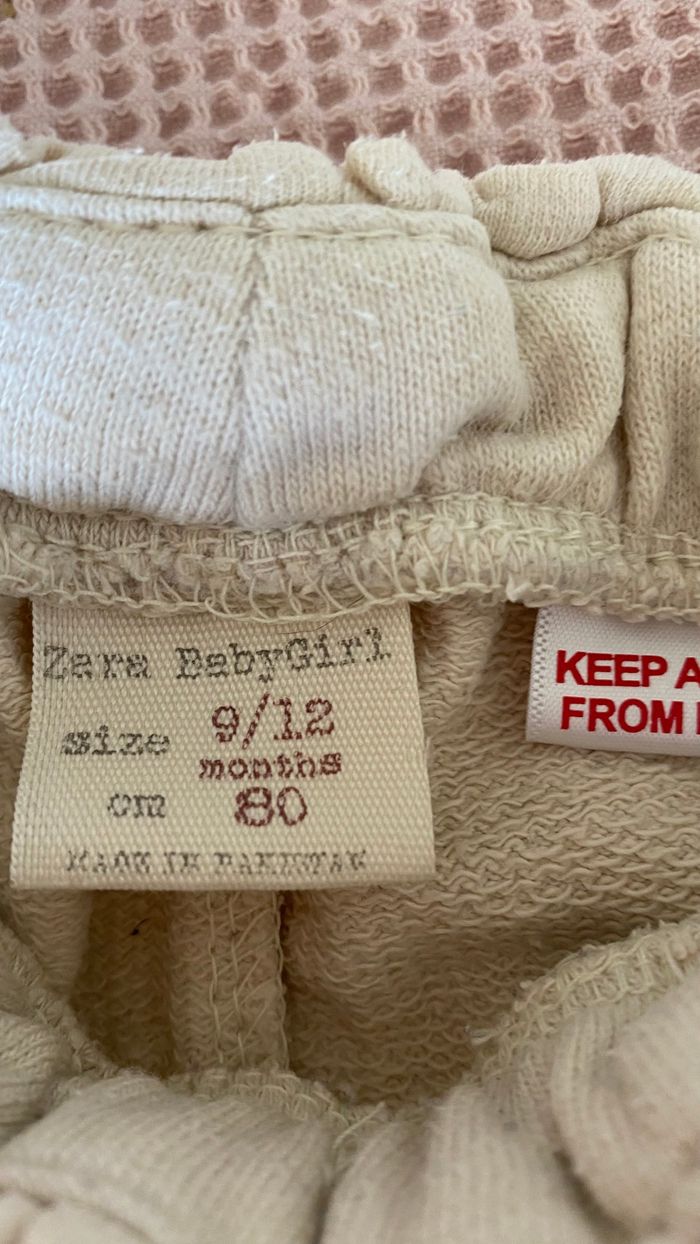 Zara BabyGirl
size 9/12
months
cm 80
MADE IN PAKISTAN
KEEP A
FROM